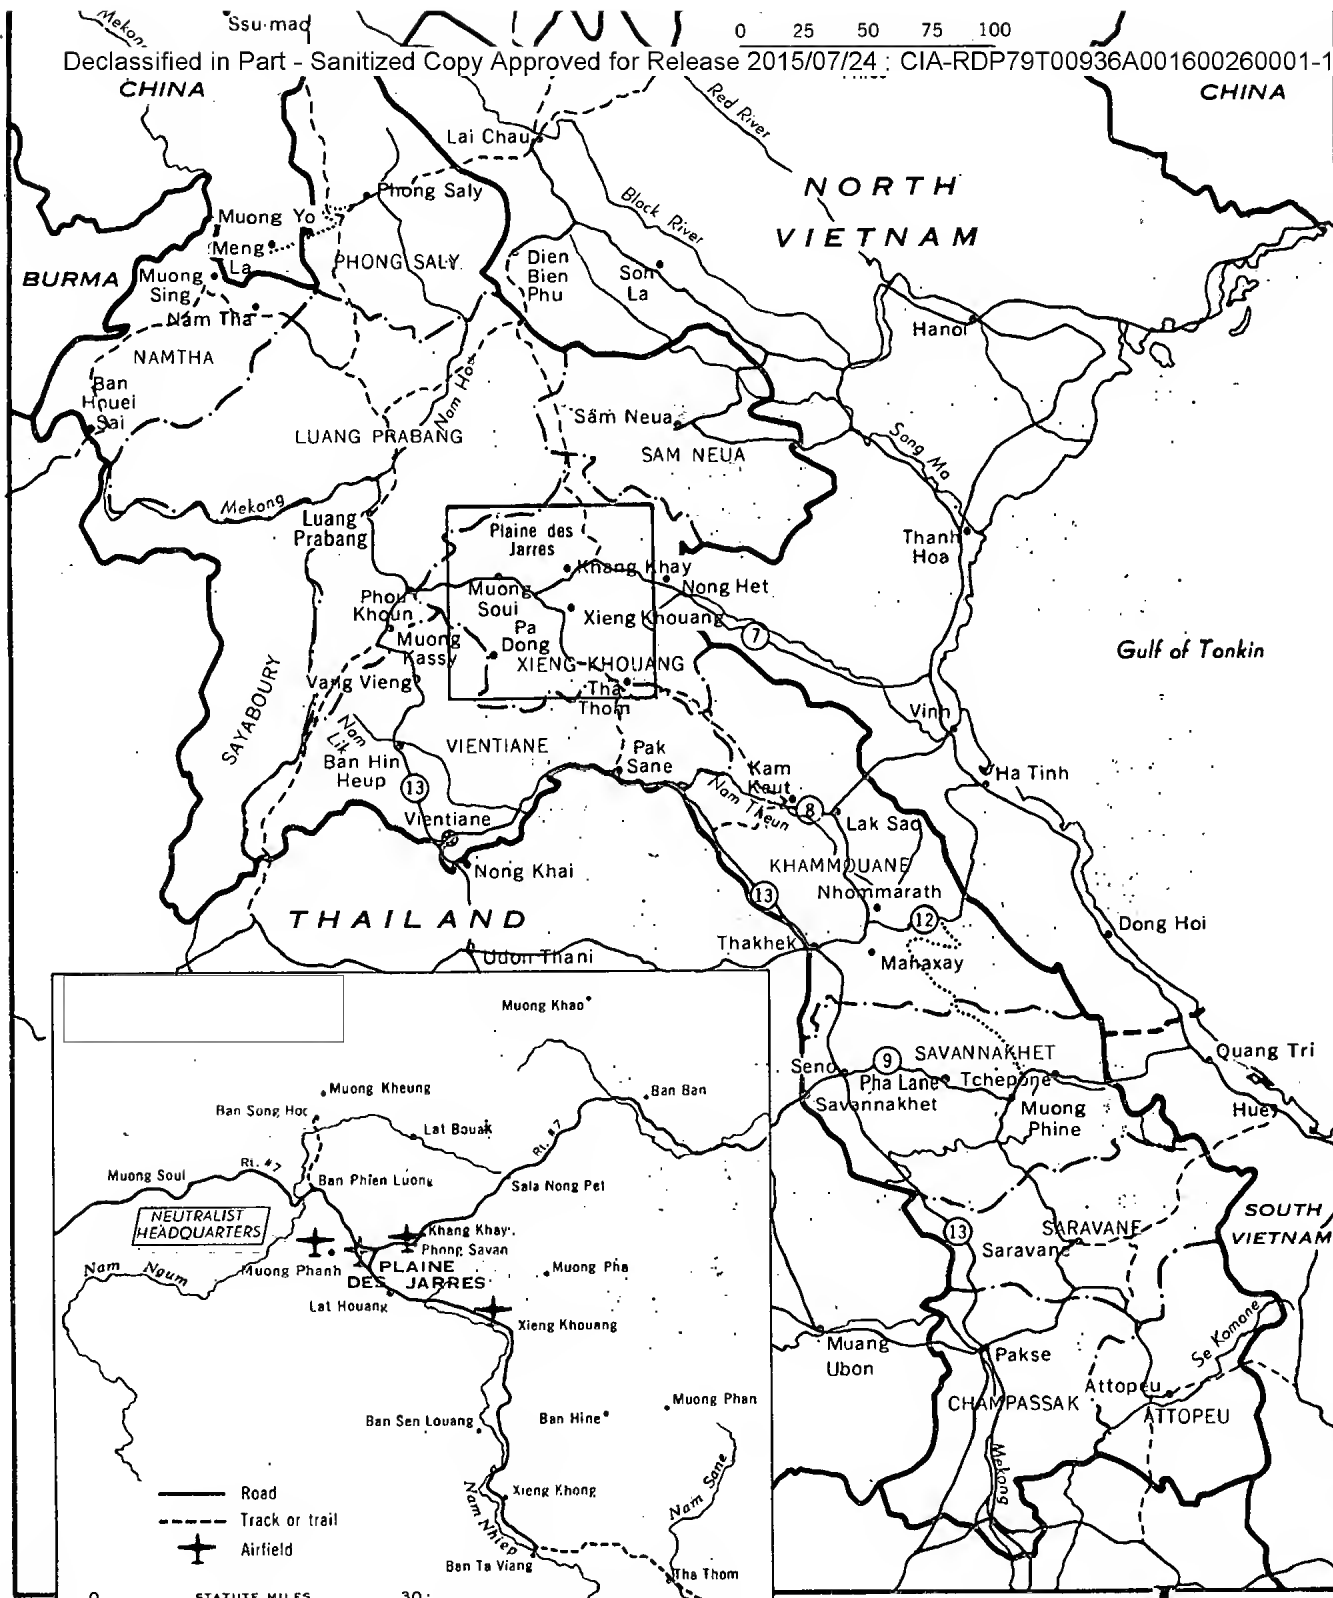 Mekon
Ssu-mao
0 25 50 75 100
Declassified in Part - Sanitized Copy Approved for Release 2015/07/24 : CIA-RDP79T00936A001600260001-1
CHINA
CHINA
Red River
Lai Chau
NORTH
VIETNAM
Phong Saly
Black River
Muong Yo
Meng
La
PHONG SALY
BURMA
Muong
Sing
Dien
Bien
Phu
Son
La
Nam Tha
Hanoi
NAMTHA
Ban
Houei
Sai
Nam Hou
Sam Neua
LUANG PRABANG
SAM NEUA
Song Ma
Mekong
Luang
Prabang
Plaine des
Jarres
Thanh
Hoa
Khang Khay
Nong Het
Phou
Khoun
Muong
Soui
Xieng Khouang
7
Muong
Kassy
Pa
Dong
XIENG KHOUANG
Gulf of Tonkin
Vang Vieng
Tha
Thom
SAYABOURY
Vinh
Nam
Lik
VIENTIANE
Pak
Sane
Ban Hin
Heup
Kam
Kaut
Ha Tinh
13
Nam Theun
8
Vientiane
Lak Sao
Nong Khai
KHAMMOUANE
Nhommarath
13
THAILAND
12
Dong Hoi
Thakhek
Udon Thani
Mahaxay
Muong Khao
SAVANNAKHET
Quang Tri
Seno
9
Pha Lane
Tchepone
Savannakhet
Muong
Phine
Hue
Muong Kheung
Ban Ban
Ban Song Hoc
Lat Bouak
Rt. #7
Rt. #7
Muong Soui
Ban Phien Luong
Sala Nong Pet
NEUTRALIST
HEADQUARTERS
SOUTH
VIETNAM
13
SARAVANE
Saravane
Khang Khay
Phong Savan
Muong Phanh
PLAINE
DES JARRES
Muong Pha
Nam Ngum
Lat Houang
Xieng Khouang
Se Komone
Muang
Ubon
Pakse
Attopeu
CHAMPASSAK
ATTOPEU
Muong Phan
Ban Sen Louang
Ban Hine
Mekong
Nam Sane
Road
Xieng Khong
Track or trail
Nam Nhiep
Airfield
Ban Ta Viang
Tha Thom
0 STATUTE MILES 30